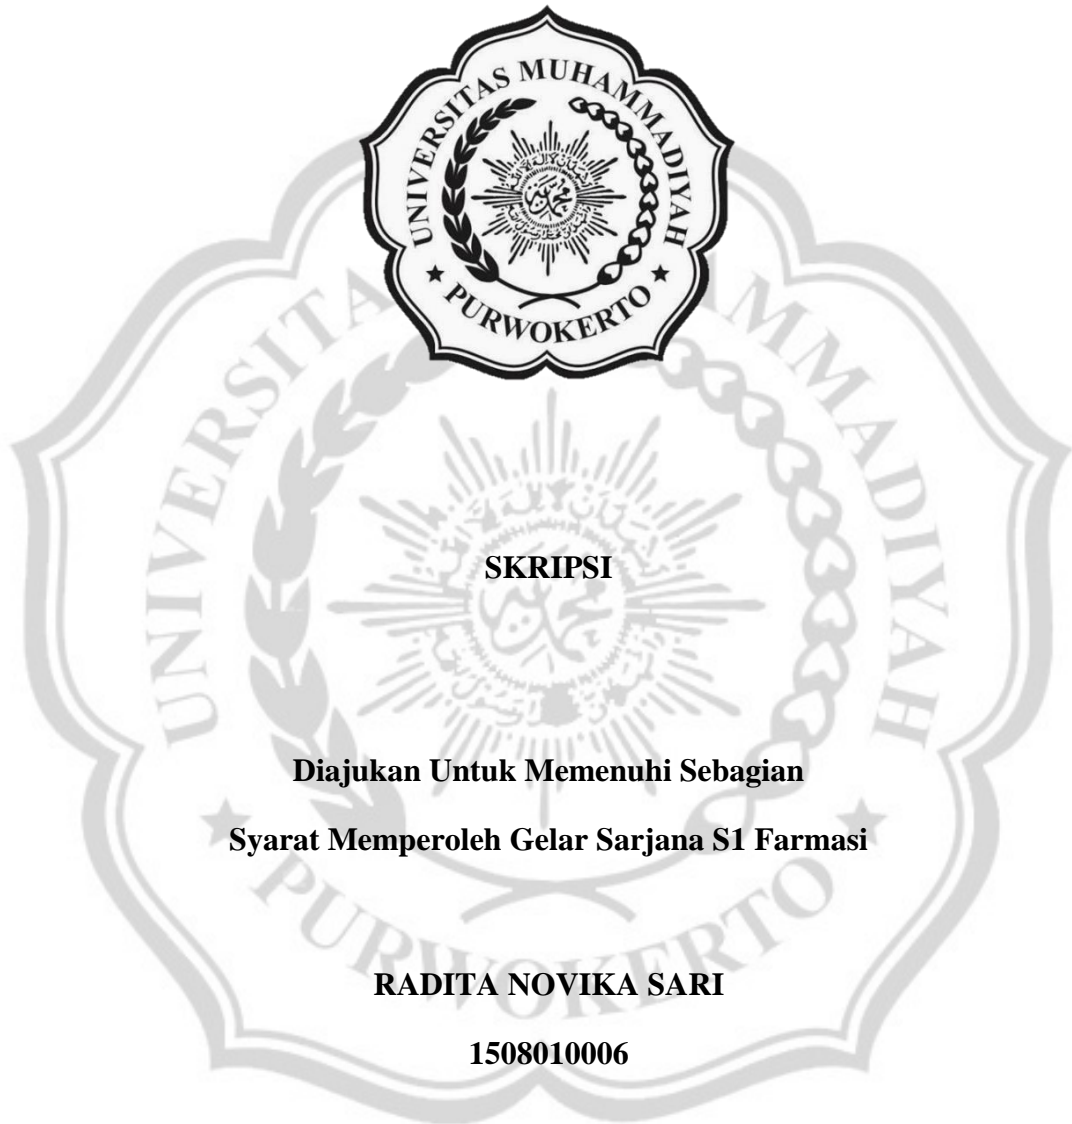 UNIVERSITAS MUHAMMADIYAH
PURWOKERTO
SKRIPSI
Diajukan Untuk Memenuhi Sebagian
Syarat Memperoleh Gelar Sarjana S1 Farmasi
RADITA NOVIKA SARI
1508010006